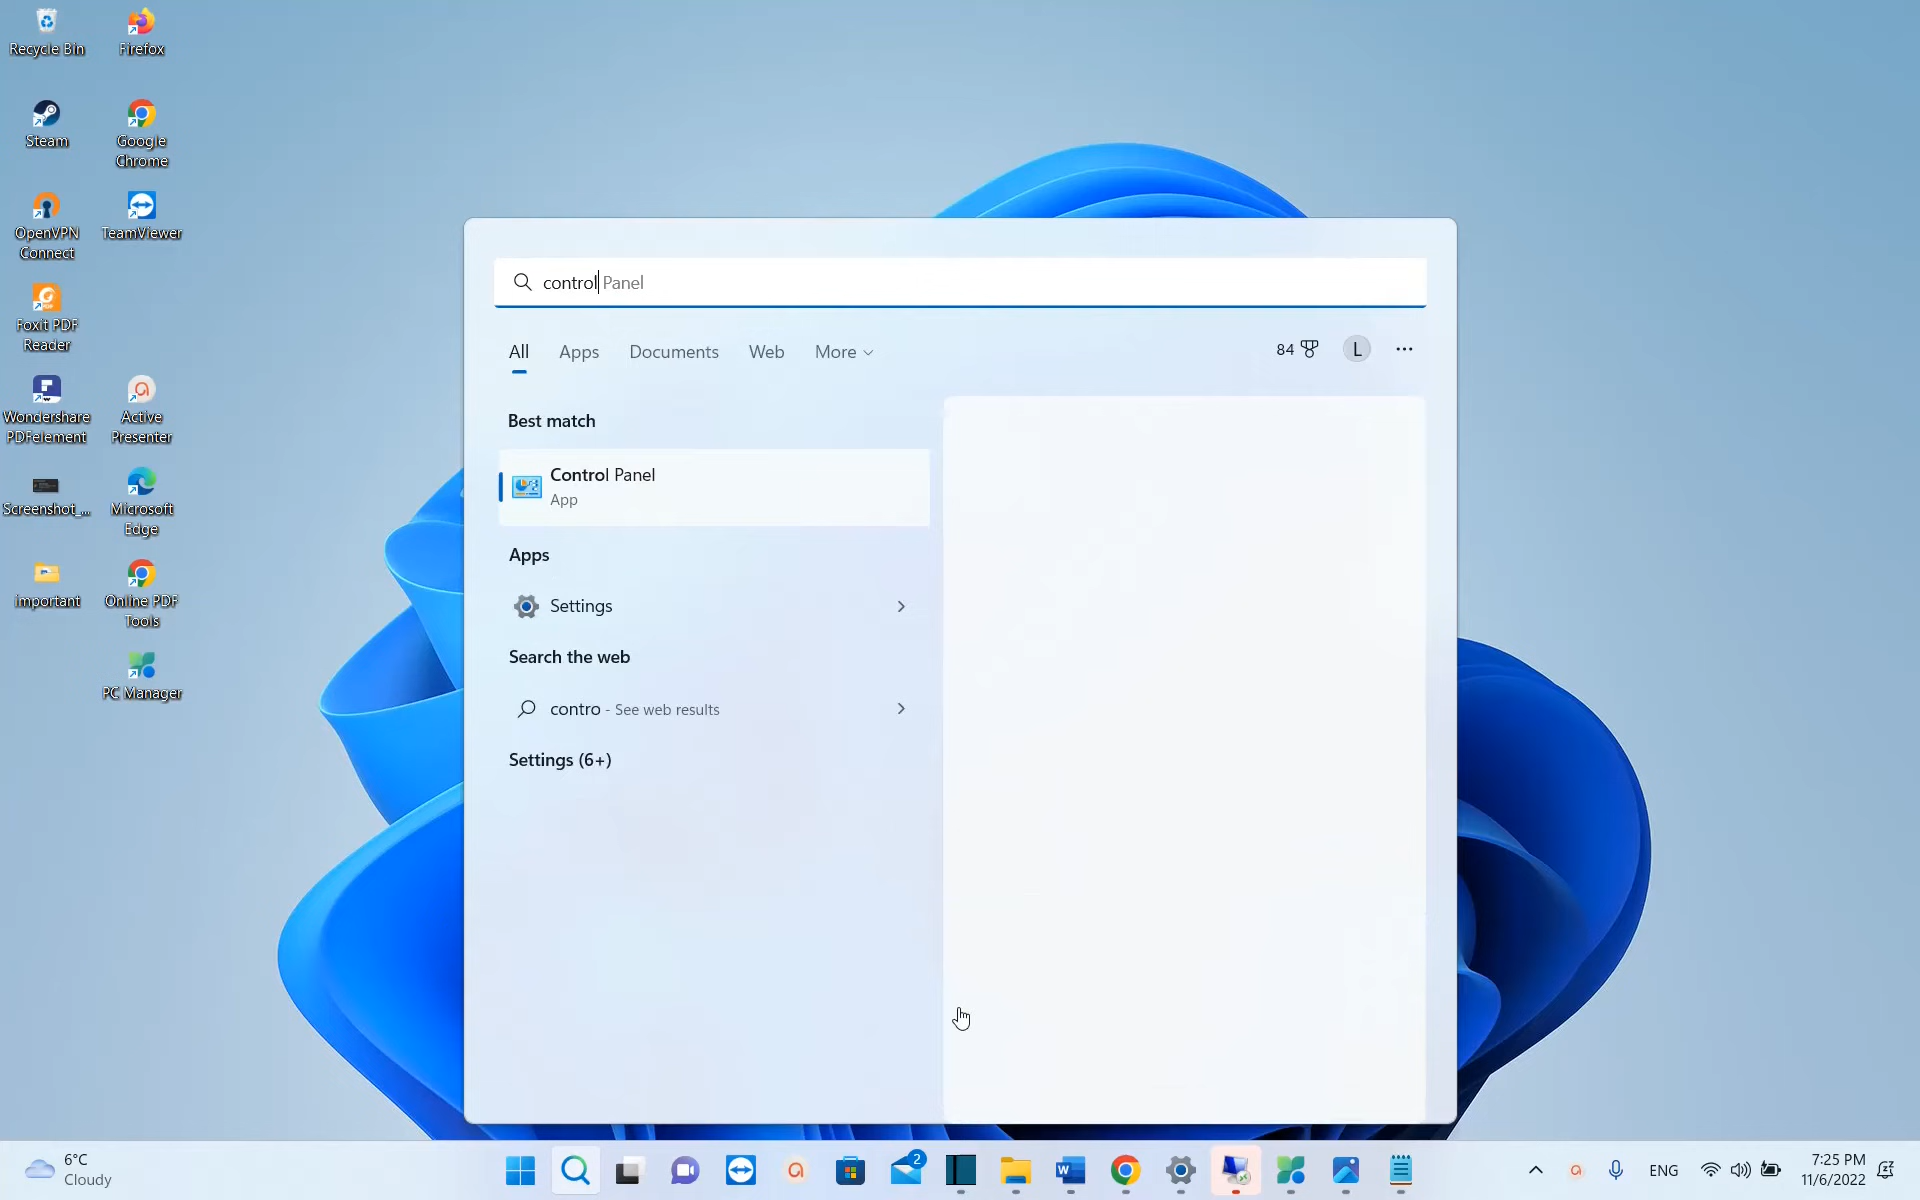 Recycle Bin
Firefox
Steam
Google
Chrome
OpenVPN
Connect
TeamViewer
Foxit PDF
Reader
Wondershare
PDFelement
Active
Presenter
Screenshot_...
Microsoft
Edge
important
Online PDF
Tools
PC Manager
control Panel
All
Apps
Documents
Web
More
84
L
Best match
Control Panel
App
Apps
Settings
Search the web
contro - See web results
Settings (6+)
6°C
Cloudy
2
ENG
7:25 PM
11/6/2022